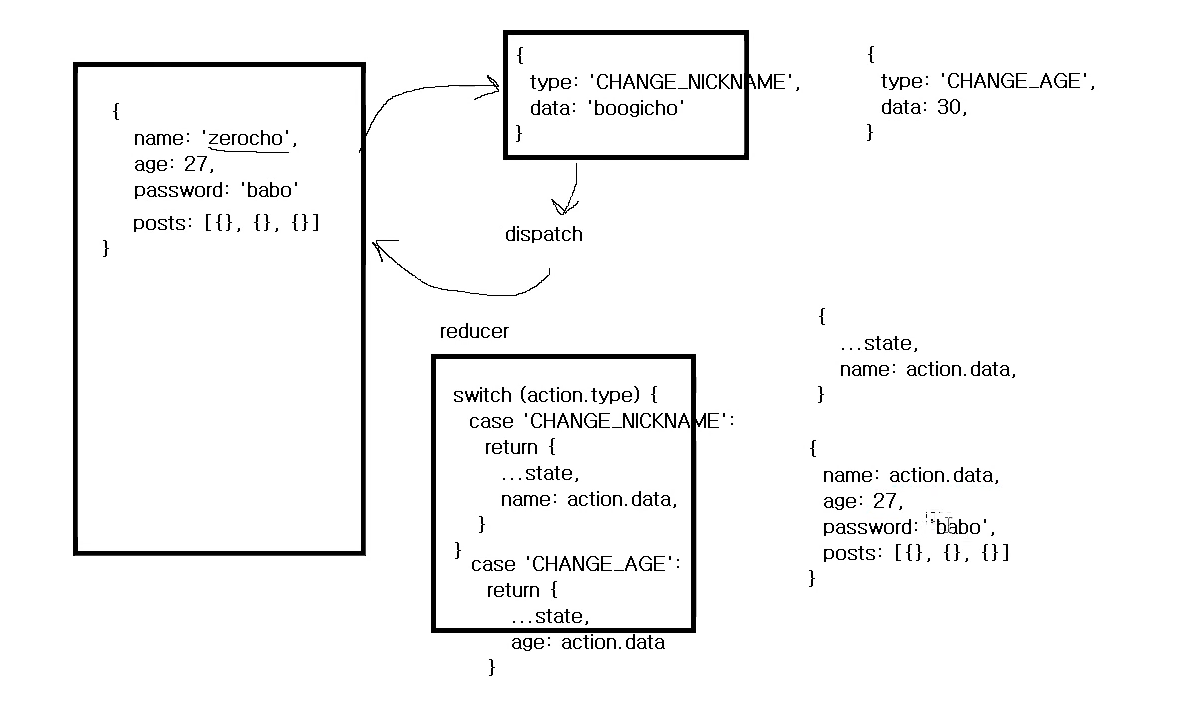 {
name: 'zerocho',
age: 27,
password: 'babo'
posts: [{}, {}, {}]
}
{
type: 'CHANGE_NICKNAME',
data: 'boogicho'
}
{
type: 'CHANGE_AGE',
data: 30,
}
dispatch
reducer
switch (action.type) {
case 'CHANGE_NICKNAME':
return {
...state,
name: action.data,
}
}
case 'CHANGE_AGE':
return {
...state,
age: action.data
}
{
...state,
name: action.data,
}
{
name: action.data,
age: 27,
password: 'babo',
posts: [{}, {}, {}]
}